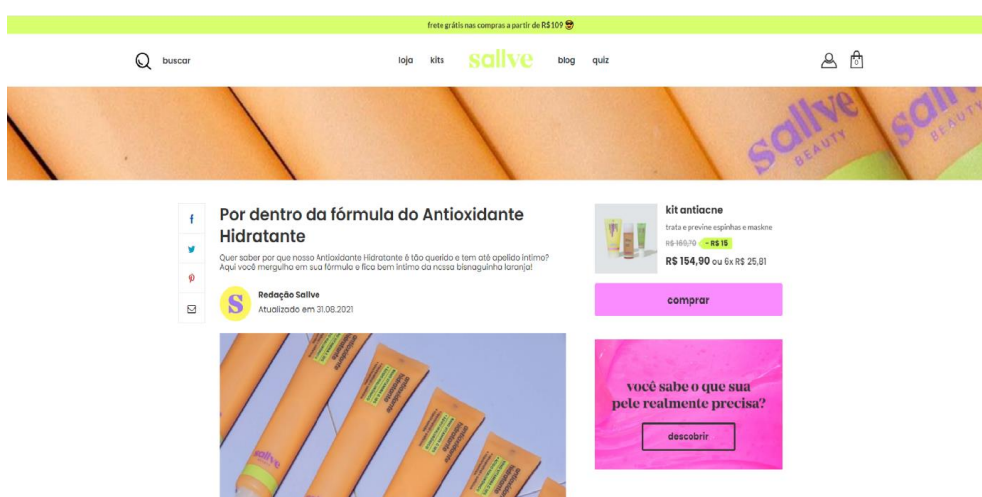 frete grátis nas compras a partir de R$109
buscar
loja kits sallve blog quiz
0
sallve
BEAUTY
sallve
BEAUTY
Por dentro da fórmula do Antioxidante
Hidratante
Quer saber por que nosso Antioxidante Hidratante é tão querido e tem até apelido íntimo?
Aqui você mergulha em sua fórmula e fica bem íntimo da nossa bisnaguinha laranja!
S
Redação Sallve
Atualizado em 31.08.2021
kit antiacne
trata e previne espinhas e maskne
R$ 169,70 - R$ 15
R$ 154,90 ou 6x R$ 25,81
comprar
você sabe o que sua
pele realmente precisa?
descobrir
antioxidante
hidratante
sallve